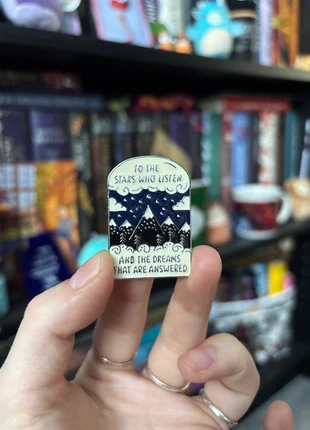 TO THE
STARS WHO LISTEN
AND THE DREAMS
THAT ARE ANSWERED